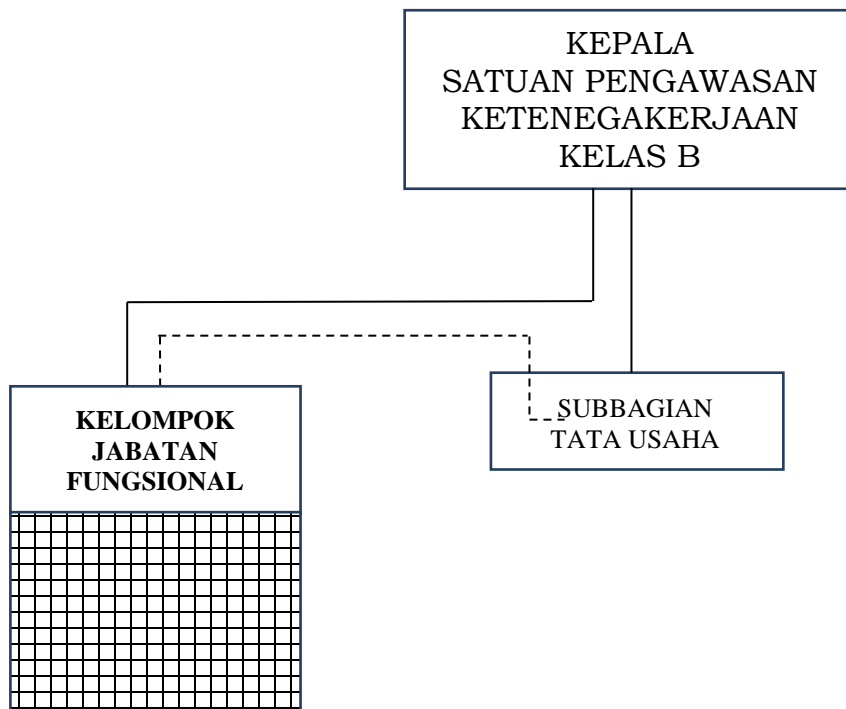 KEPALA
SATUAN PENGAWASAN
KETENEGAKERJAAN
KELAS B
KELOMPOK
JABATAN
FUNGSIONAL
SUBBAGIAN
TATA USAHA